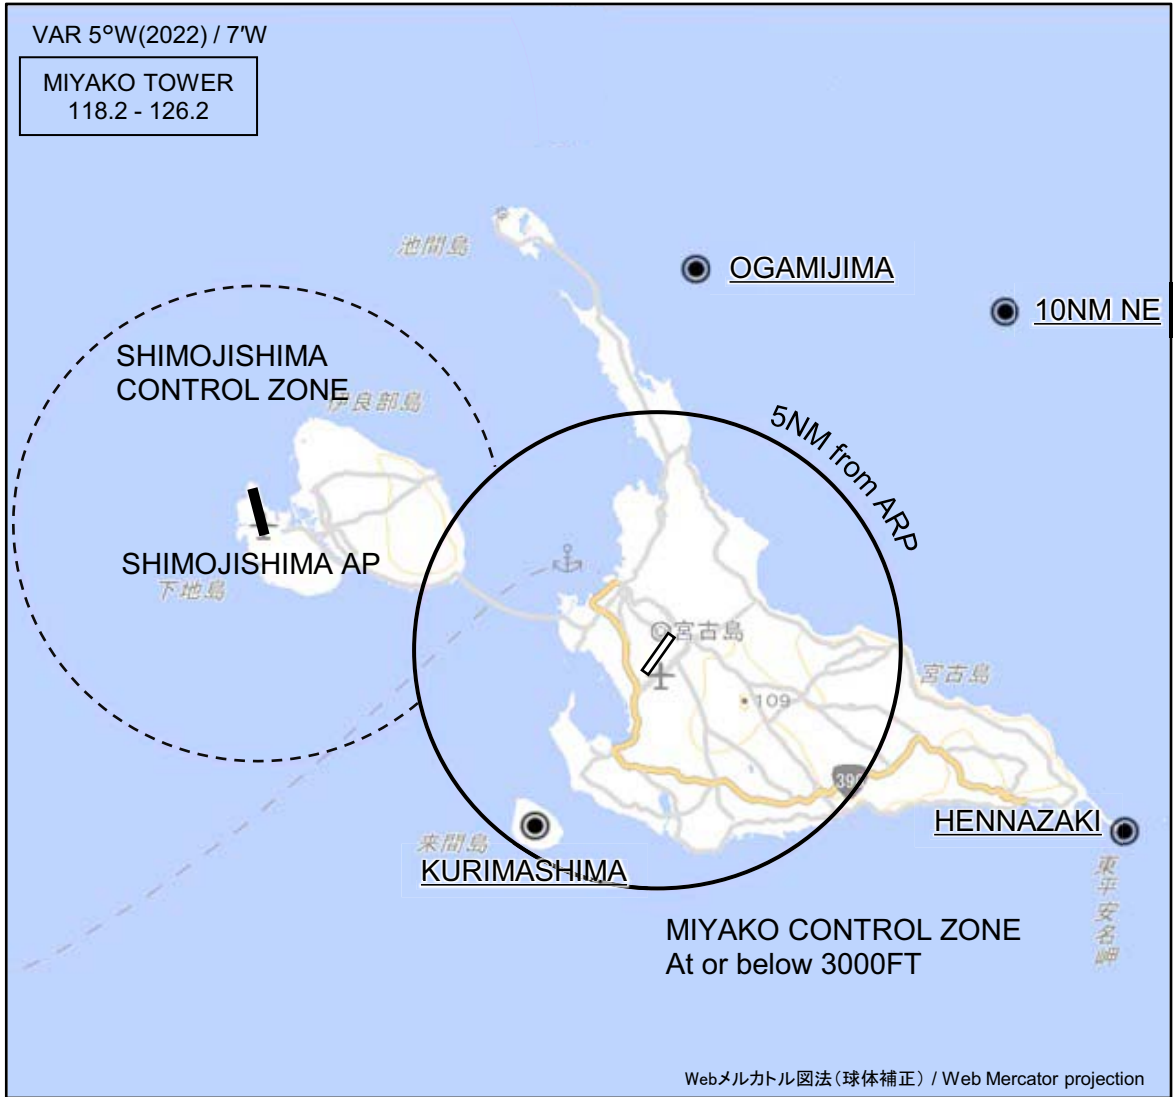 VAR 5°W(2022) / 7'W
MIYAKO TOWER
118.2 - 126.2
池間島
OGAMIJIMA
10NM NE
SHIMOJISHIMA
CONTROL ZONE
伊良部島
5NM from ARP
SHIMOJISHIMA AP
下地島
宮古島
宮古島
109
390
HENNAZAKI
来間島
KURIMASHIMA
東平安名岬
MIYAKO CONTROL ZONE
At or below 3000FT
Webメルカトル図法(球体補正) / Web Mercator projection